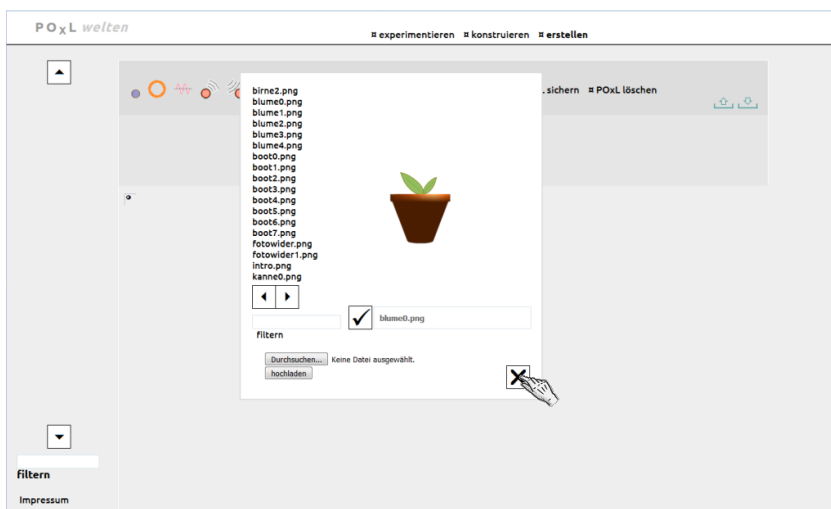 POXL welten
¤ experimentieren ¤ konstruieren ¤ erstellen
. sichern ¤ POxL löschen
birne2.png
blume0.png
blume1.png
blume2.png
blume3.png
blume4.png
boot0.png
boot1.png
boot2.png
boot3.png
boot4.png
boot5.png
boot6.png
boot7.png
fotowider.png
fotowider1.png
intro.png
kanne0.png
blume0.png
filtern
Durchsuchen... Keine Datei ausgewählt.
hochladen
filtern
Impressum